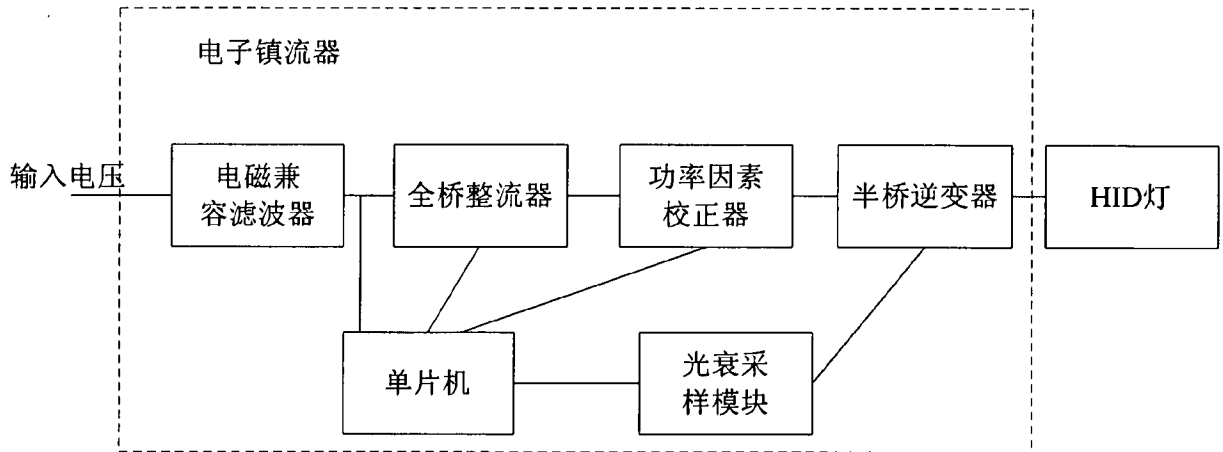 电子镇流器
输入电压
电磁兼
容滤波器
全桥整流器
功率因素
校正器
半桥逆变器
HID灯
单片机
光衰采
样模块